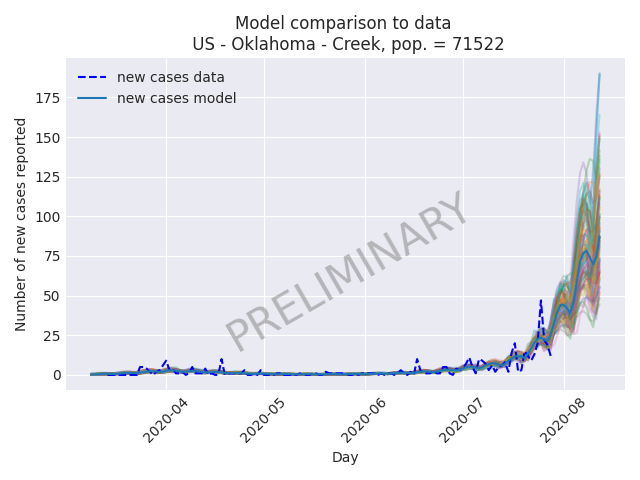 Model comparison to data
US - Oklahoma - Creek, pop. = 71522
new cases data
new cases model
PRELIMINARY
Number of new cases reported
175
150
125
100
75
50
25
0
2020-04
2020-05
2020-06
2020-07
2020-08
Day